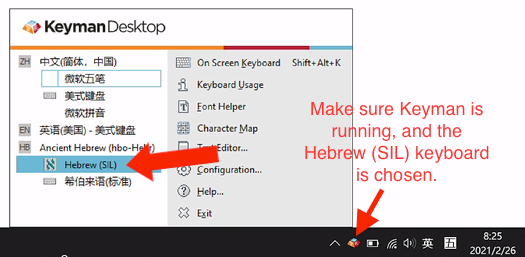 Keyman Desktop
ZH 中文(简体，中国)
微软五笔
美式键盘
微软拼音
EN 英语(美国) - 美式键盘
HB Ancient Hebrew (hbo-Hebr)
Hebrew (SIL)
希伯来语(标准)
On Screen Keyboard Shift+Alt+K
Keyboard Usage
Font Helper
Character Map
Text Editor...
Configuration...
Help...
Exit
Make sure Keyman is
running, and the
Hebrew (SIL) keyboard
is chosen.
英 五 8:25
2021/2/26